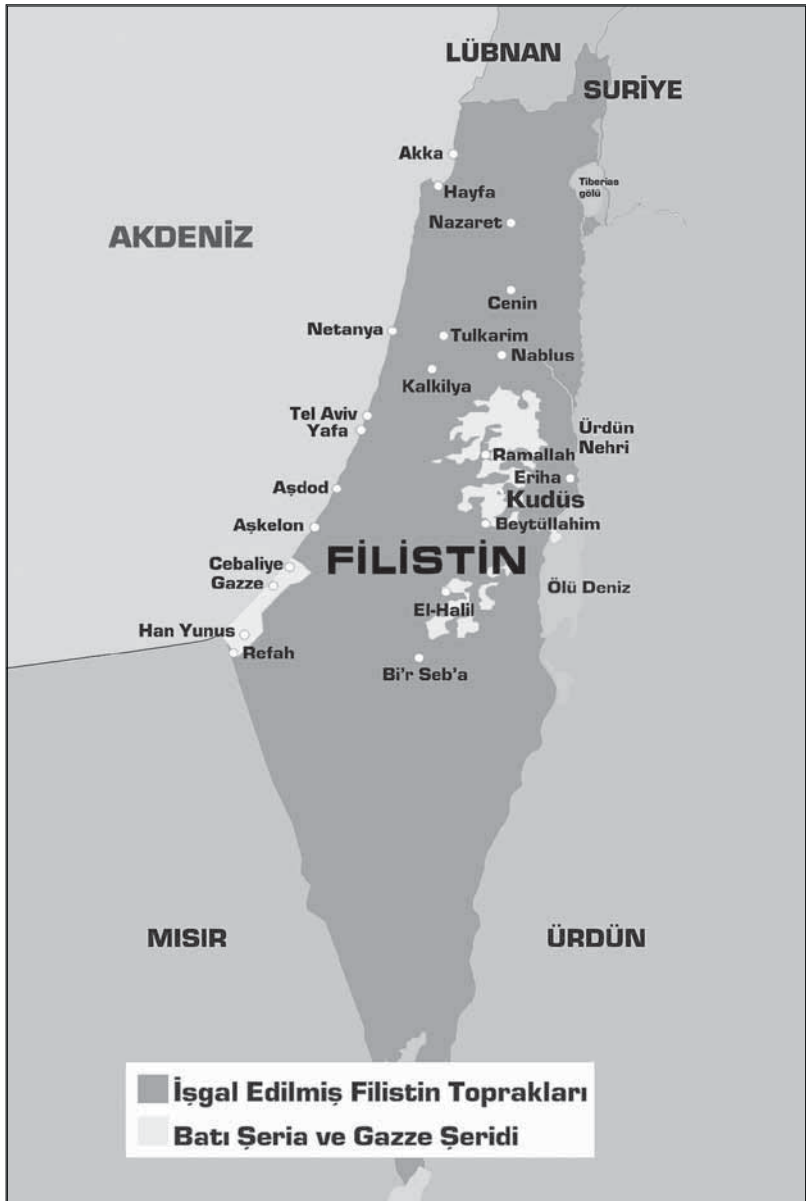 LÜBNAN
SURİYE
Akka
Tiberias
gölü
Hayfa
Nazaret
AKDENİZ
Cenin
Netanya
Tulkarim
Nablus
Kalkilya
Tel Aviv
Yafa
Ürdün
Nehri
Ramallah
Eriha
Aşdod
Kudüs
Aşkelon
Beytüllahim
FİLİSTİN
Cebaliye
Gazze
Ölü Deniz
El-Halil
Han Yunus
Refah
Bi'r Seb'a
MISIR
ÜRDÜN
İşgal Edilmiş Filistin Toprakları
Batı Şeria ve Gazze Şeridi